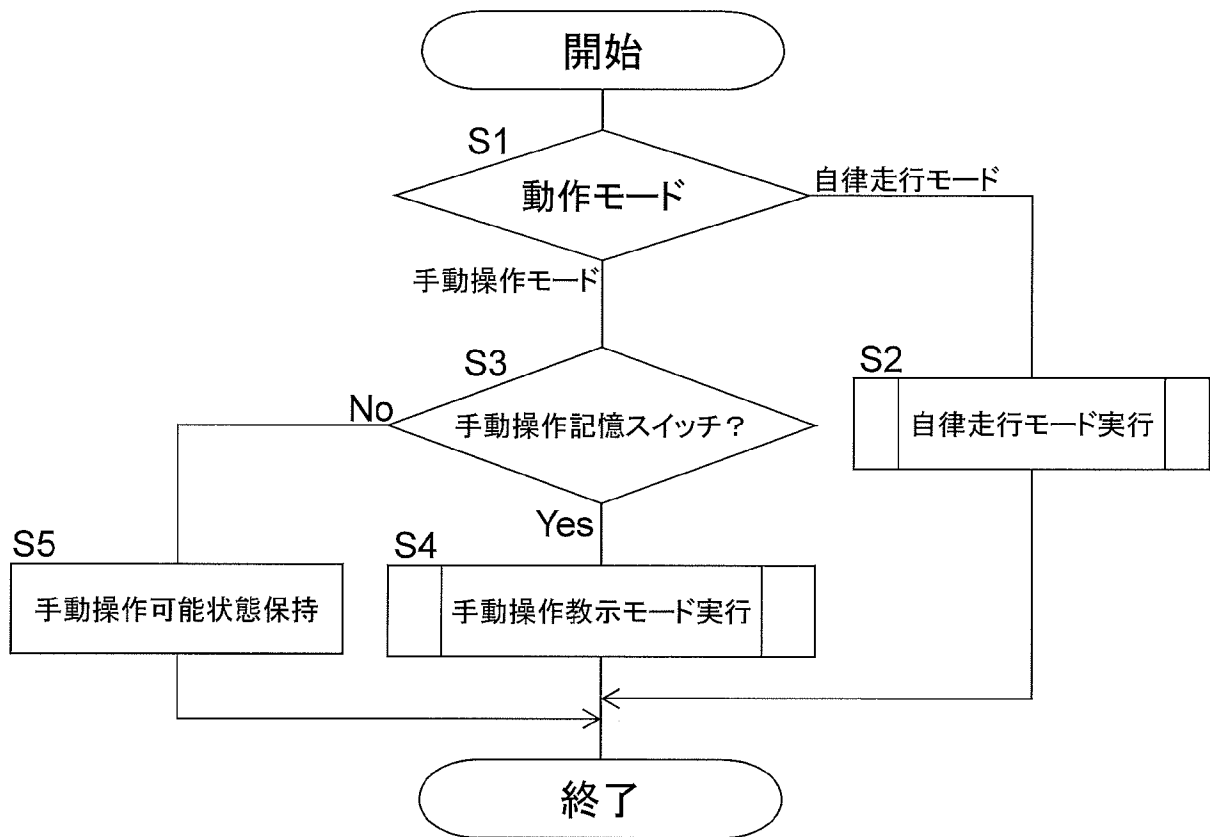 開始
S1
動作モード
自律走行モード
手動操作モード
S3
手動操作記憶スイッチ？
No
Yes
S2
自律走行モード実行
S5
手動操作可能状態保持
S4
手動操作教示モード実行
終了